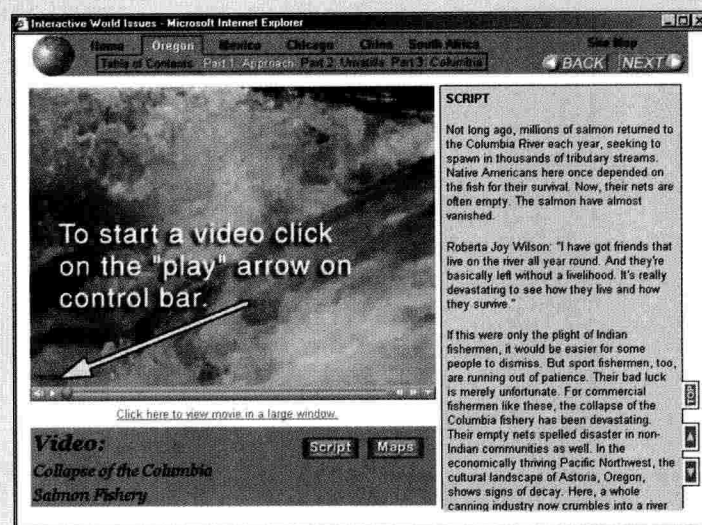 Interactive World Issues - Microsoft Internet Explorer
Home Oregon Mexico Chicago China South Africa Site Map
Table of Contents Part 1: Approach Part 2: Umatilla Part 3: Columbia BACK NEXT
To start a video click
on the "play" arrow on
control bar.
Click here to view movie in a large window.
Video: Script Maps
Collapse of the Columbia
Salmon Fishery
SCRIPT
Not long ago, millions of salmon returned to
the Columbia River each year, seeking to
spawn in thousands of tributary streams.
Native Americans here once depended on
the fish for their survival. Now, their nets are
often empty. The salmon have almost
vanished.
Roberta Joy Wilson: "I have got friends that
live on the river all year round. And they're
basically left without a livelihood. It's really
devastating to see how they live and how
they survive."
If this were only the plight of Indian
fishermen, it would be easier for some
people to dismiss. But sport fishermen, too,
are running out of patience. Their bad luck
is merely unfortunate. For commercial
fishermen like these, the collapse of the
Columbia fishery has been devastating.
Their empty nets spelled disaster in non-
Indian communities as well. In the
economically thriving Pacific Northwest, the
cultural landscape of Astoria, Oregon,
shows signs of decay. Here, a whole
canning industry now crumbles into a river
TOP